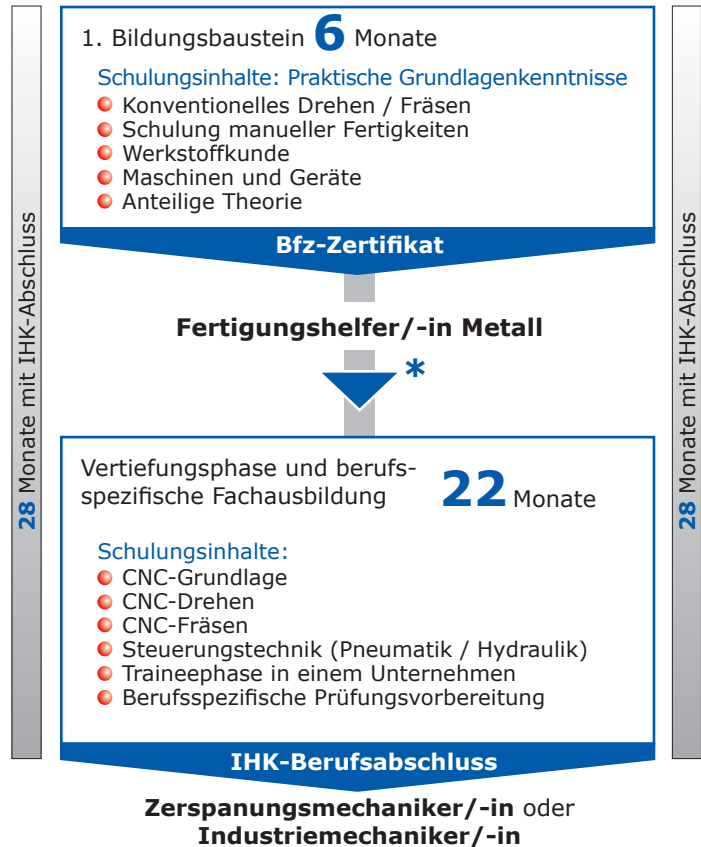 1. Bildungsbaustein 6 Monate
Schulungsinhalte: Praktische Grundlagenkenntnisse
Konventionelles Drehen / Fräsen
Schulung manueller Fertigkeiten
Werkstoffkunde
Maschinen und Geräte
Anteilige Theorie
Bfz-Zertifikat
Fertigungshelfer/-in Metall
*
Vertiefungsphase und berufs-
spezifische Fachausbildung 22 Monate
Schulungsinhalte:
CNC-Grundlage
CNC-Drehen
CNC-Fräsen
Steuerungstechnik (Pneumatik / Hydraulik)
Traineephase in einem Unternehmen
Berufsspezifische Prüfungsvorbereitung
IHK-Berufsabschluss
Zerspanungsmechaniker/-in oder
Industriemechaniker/-in
28 Monate mit IHK-Abschluss
28 Monate mit IHK-Abschluss